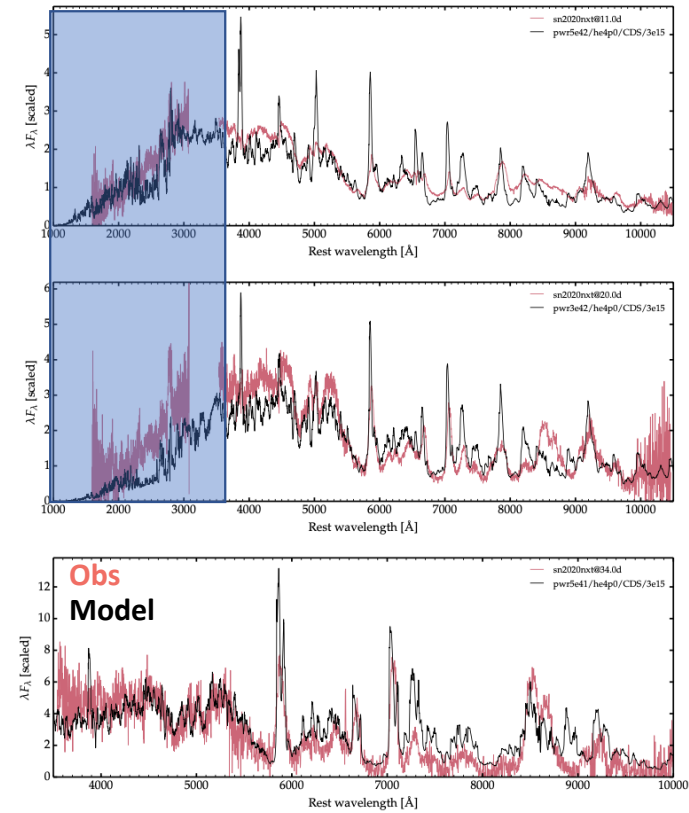 sn2020nxt@11.0d
pwr5e42/he4p0/CDS/3e15
λFλ [scaled]
5
4
3
2
1
0
1000 2000 3000 4000 5000 6000 7000 8000 9000 10000
Rest wavelength [Å]
sn2020nxt@20.0d
pwr3e42/he4p0/CDS/3e15
λFλ [scaled]
6
5
4
3
2
1
0
1000 2000 3000 4000 5000 6000 7000 8000 9000 10000
Rest wavelength [Å]
Obs
Model
sn2020nxt@34.0d
pwr5e41/he4p0/CDS/3e15
λFλ [scaled]
12
10
8
6
4
2
0
4000 5000 6000 7000 8000 9000 10000
Rest wavelength [Å]